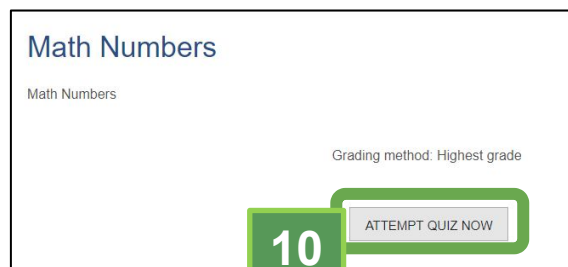 Math Numbers
Math Numbers
Grading method: Highest grade
ATTEMPT QUIZ NOW
10